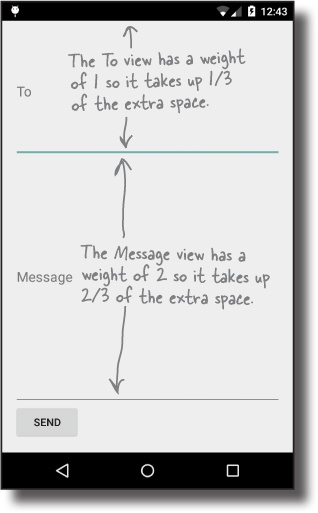 12:43
The To view has a weight
of 1 so it takes up 1/3
of the extra space.
To
The Message view has a
Message
weight of 2 so it takes up
2/3 of the extra space.
SEND